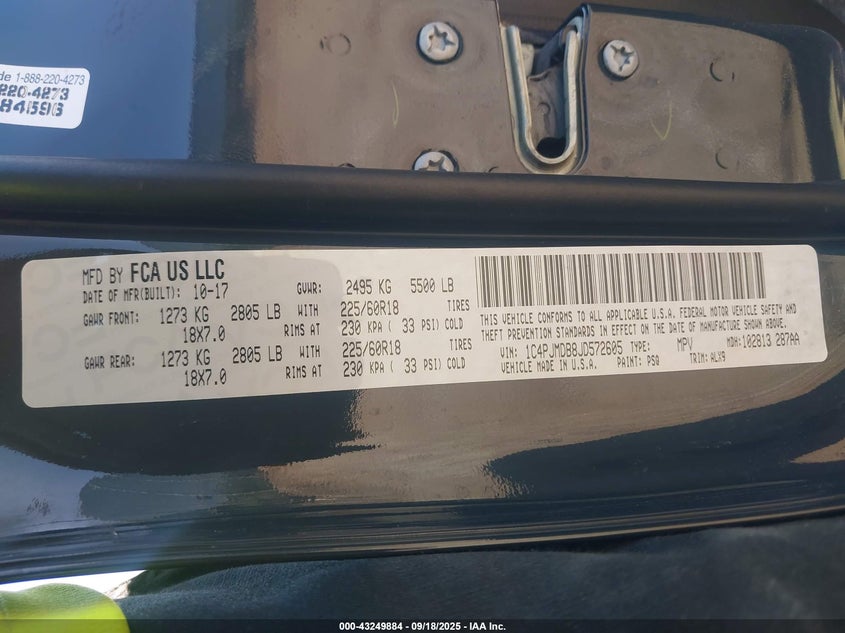 de 1-888-220-4273
220-4273
84596
MFD BY FCA US LLC
DATE OF MFR(BUILT): 10-17 GVWR: 2495 KG 5500 LB
GAWR FRONT: 1273 KG 2805 LB WITH 225/60R18 TIRES
18X7.0 RIMS AT 230 KPA ( 33 PSI) COLD
GAWR REAR: 1273 KG 2805 LB WITH 225/60R18 TIRES
18X7.0 RIMS AT 230 KPA ( 33 PSI) COLD
THIS VEHICLE CONFORMS TO ALL APPLICABLE U.S.A. FEDERAL MOTOR VEHICLE SAFETY AND
THEFT PREVENTION STANDARDS IN EFFECT ON THE DATE OF MANUFACTURE SHOWN ABOVE.
VIN: 1C4PJMDB8JD572605 TYPE: MPV MDH: 102813 287AA
VEHICLE MADE IN U.S.A. PAINT: PSQ TRIM: ALX9
000-43249884 - 09/18/2025 - IAA Inc.